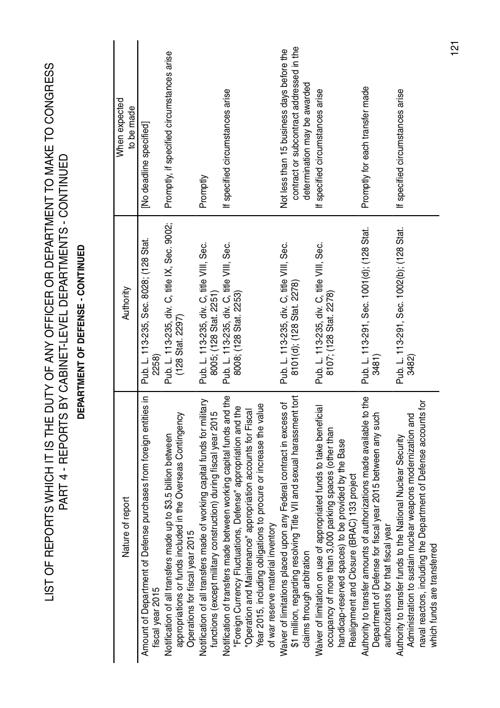 LIST OF REPORTS WHICH IT IS THE DUTY OF ANY OFFICER OR DEPARTMENT TO MAKE TO CONGRESS
PART 4 - REPORTS BY CABINET-LEVEL DEPARTMENTS - CONTINUED
DEPARTMENT OF DEFENSE - CONTINUED
Nature of report
Authority
When expected
to be made
Amount of Department of Defense purchases from foreign entities in
fiscal year 2015
Pub. L. 113-235, Sec. 8028; (128 Stat.
2258)
[No deadline specified]
Notification of all transfers made up to $3.5 billion between
appropriations or funds included in the Overseas Contingency
Operations for fiscal year 2015
Pub. L. 113-235, div. C, title IX, Sec. 9002;
(128 Stat. 2297)
Promptly, if specified circumstances arise
Notification of all transfers made of working capital funds for military
functions (except military construction) during fiscal year 2015
Pub. L. 113-235, div. C, title VIII, Sec.
8005; (128 Stat. 2251)
Promptly
Notification of transfers made between working capital funds and the
"Foreign Currency Fluctuations, Defense" appropriation and the
"Operation and Maintenance" appropriation accounts for Fiscal
Year 2015, including obligations to procure or increase the value
of war reserve material inventory
Pub. L. 113-235, div. C, title VIII, Sec.
8008; (128 Stat. 2253)
If specified circumstances arise
Waiver of limitations placed upon any Federal contract in excess of
$1 million, regarding resolving Title VII and sexual harassment tort
claims through arbitration
Pub. L. 113-235, div. C, title VIII, Sec.
8101(d); (128 Stat. 2278)
Not less than 15 business days before the
contract or subcontract addressed in the
determination may be awarded
Waiver of limitation on use of appropriated funds to take beneficial
occupancy of more than 3,000 parking spaces (other than
handicap-reserved spaces) to be provided by the Base
Realignment and Closure (BRAC) 133 project
Pub. L. 113-235, div. C, title VIII, Sec.
8107; (128 Stat. 2278)
If specified circumstances arise
Authority to transfer amounts of authorizations made available to the
Department of Defense for fiscal year 2015 between any such
authorizations for that fiscal year
Pub. L. 113-291, Sec. 1001(d); (128 Stat.
3481)
Promptly for each transfer made
Authority to transfer funds to the National Nuclear Security
Administration to sustain nuclear weapons modernization and
naval reactors, including the Department of Defense accounts for
which funds are transferred
Pub. L. 113-291, Sec. 1002(b); (128 Stat.
3482)
If specified circumstances arise
121